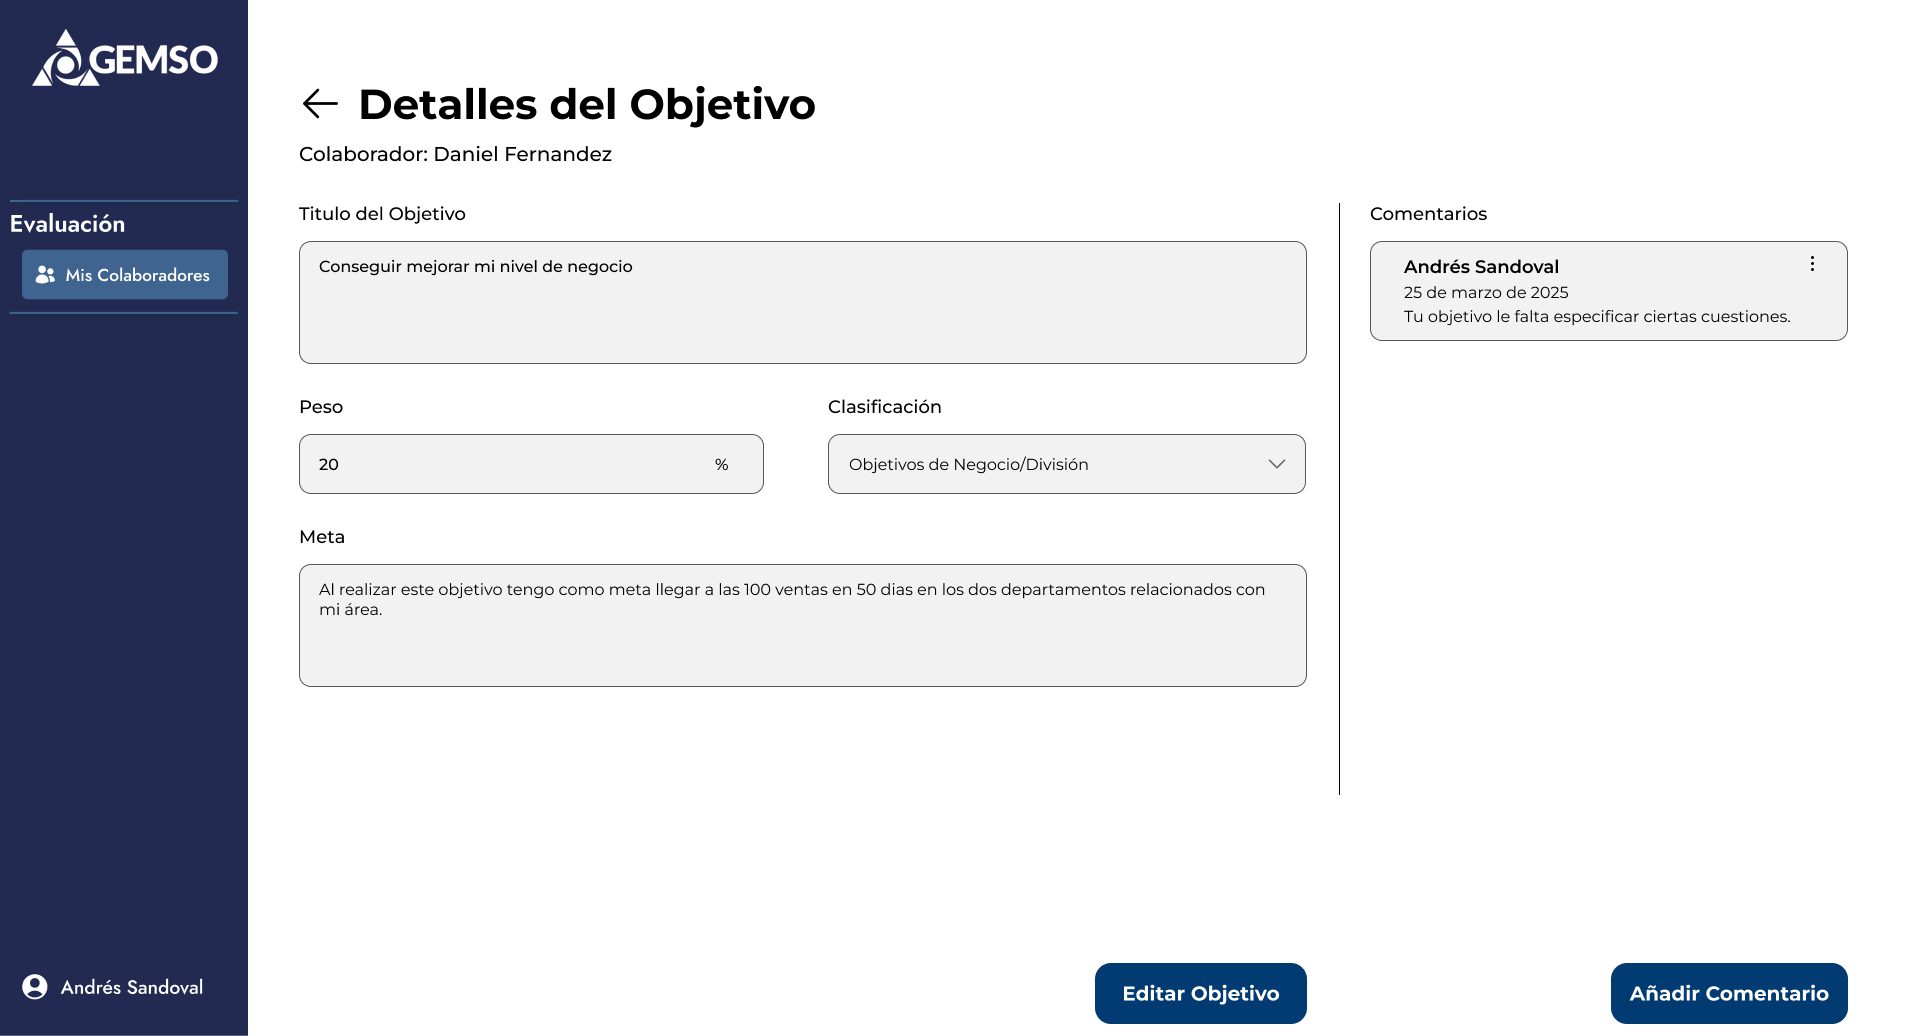 GEMSO
Evaluación
Mis Colaboradores
Andrés Sandoval
Detalles del Objetivo
Colaborador: Daniel Fernandez
Titulo del Objetivo
Conseguir mejorar mi nivel de negocio
Peso
20 %
Clasificación
Objetivos de Negocio/División
Meta
Al realizar este objetivo tengo como meta llegar a las 100 ventas en 50 dias en los dos departamentos relacionados con
mi área.
Editar Objetivo
Comentarios
Andrés Sandoval
25 de marzo de 2025
Tu objetivo le falta especificar ciertas cuestiones.
Añadir Comentario